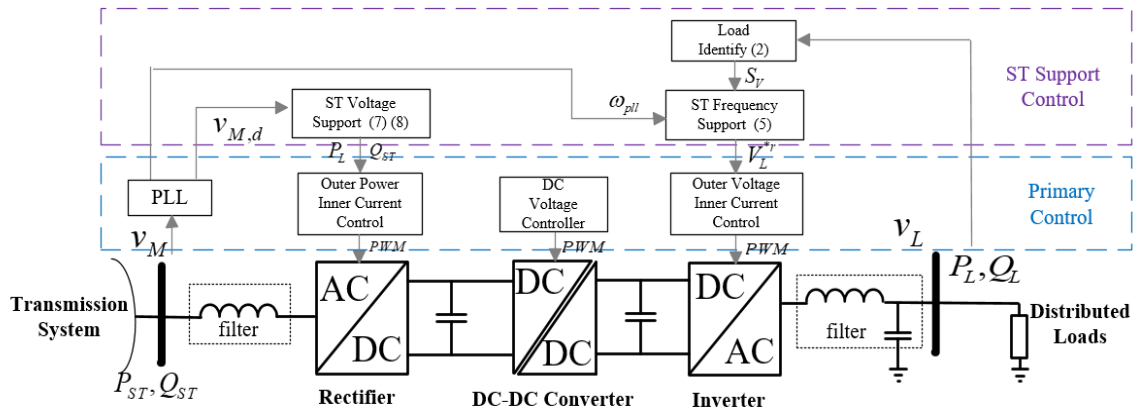 Load
Identify (2)
S_V
ST Support
Control
ST Voltage
Support (7) (8)
ω_pll
ST Frequency
Support (5)
v_M,d
P_L Q_ST
V_L^*r
PLL
Outer Power
Inner Current
Control
DC
Voltage
Controller
Outer Voltage
Inner Current
Control
Primary
Control
v_M
PWM
PWM
PWM
v_L
Transmission
System
filter
AC
DC
DC
DC
DC
AC
filter
P_L, Q_L
Distributed
Loads
P_ST, Q_ST
Rectifier
DC-DC Converter
Inverter